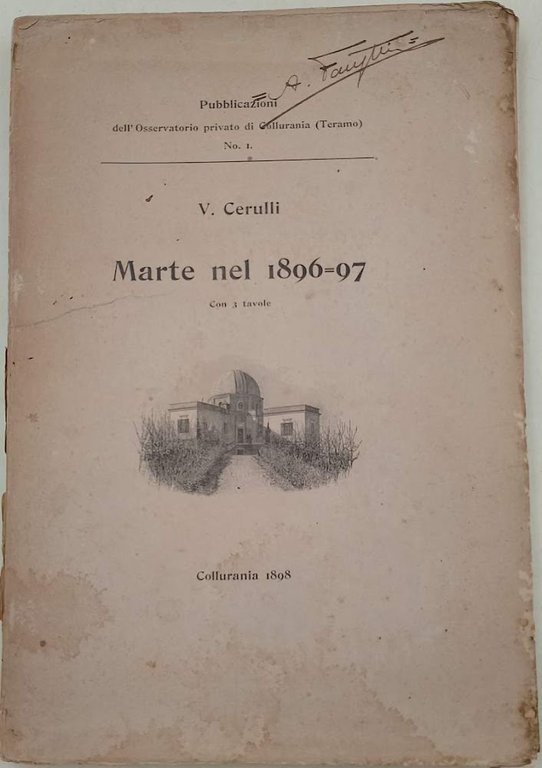 Pubblicazioni
dell'Osservatorio privato di Collurania (Teramo)
No. 1.
V. Cerulli
Marte nel 1896=97
Con 3 tavole
Collurania 1898